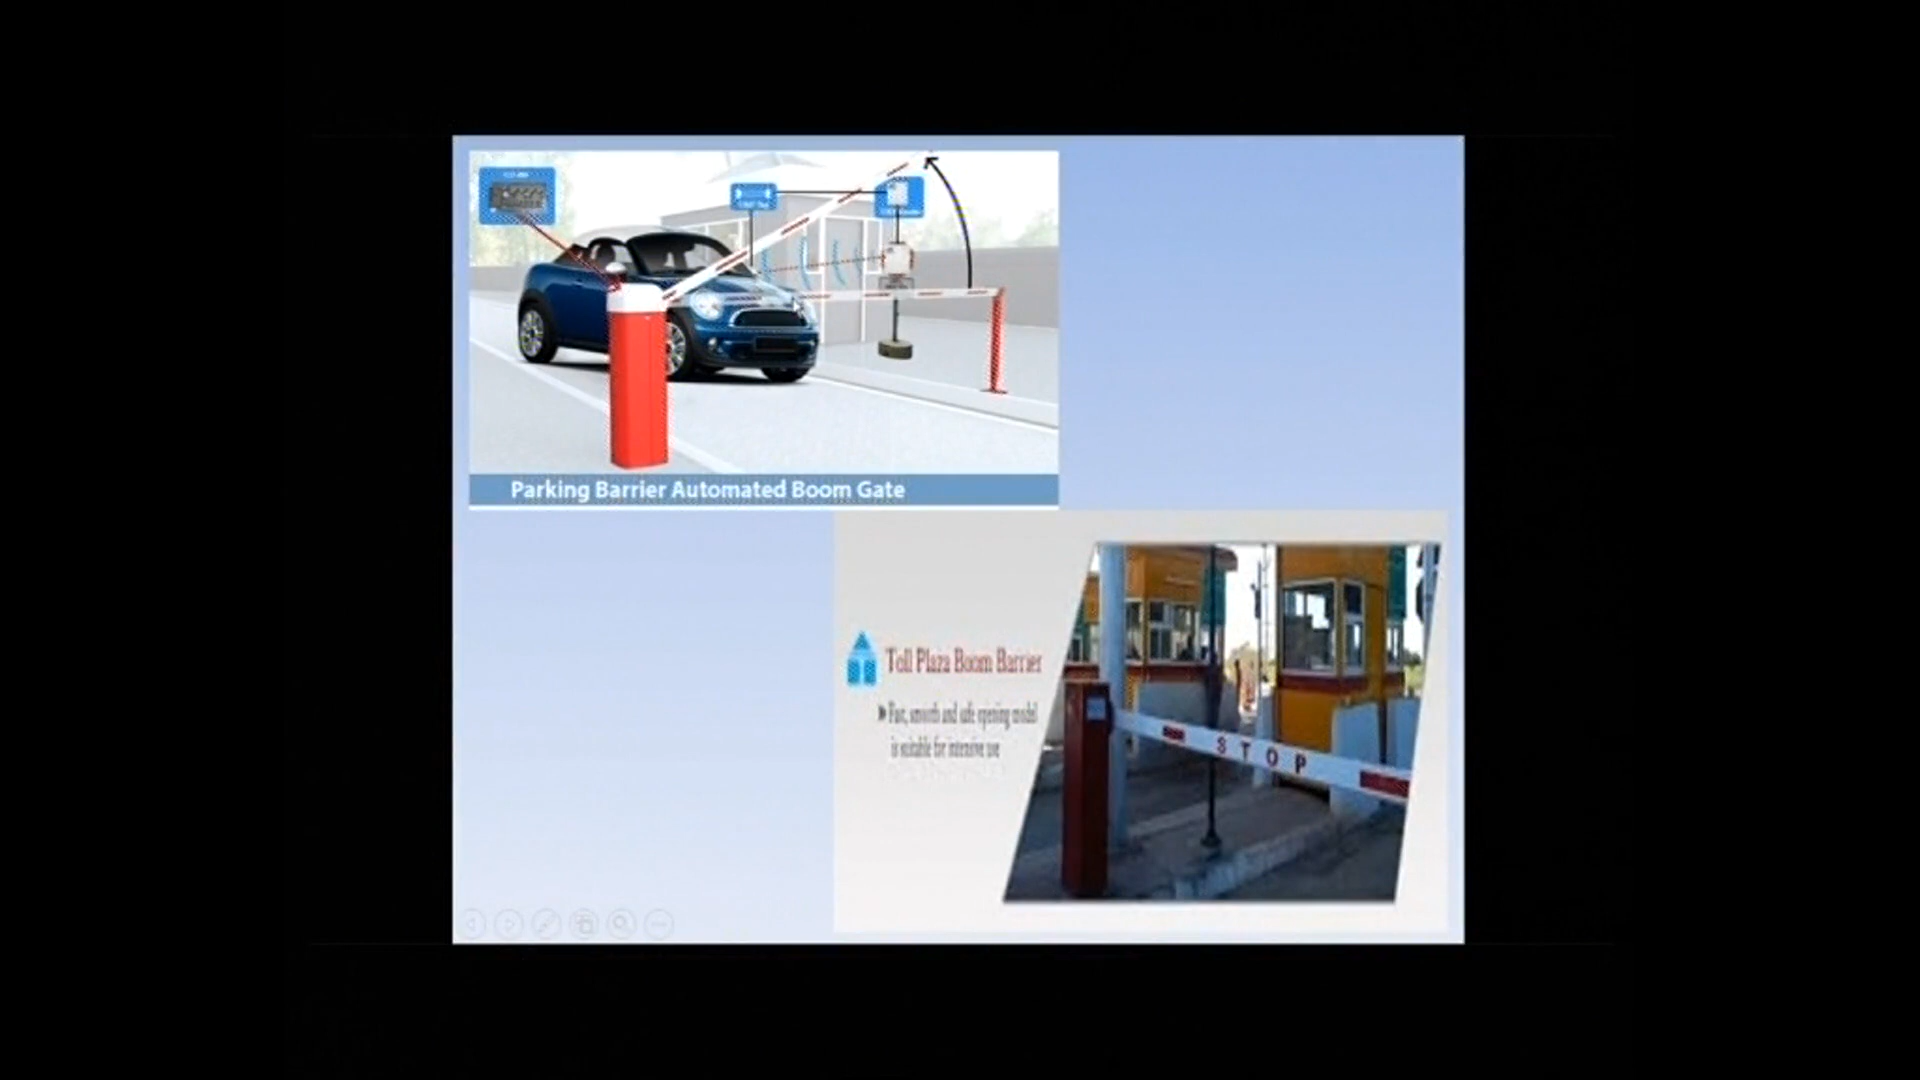 Parking Barrier Automated Boom Gate
Toll Plaza Boom Barrier
Fast, smooth and safe opening model
is suitable for intensive use
STOP